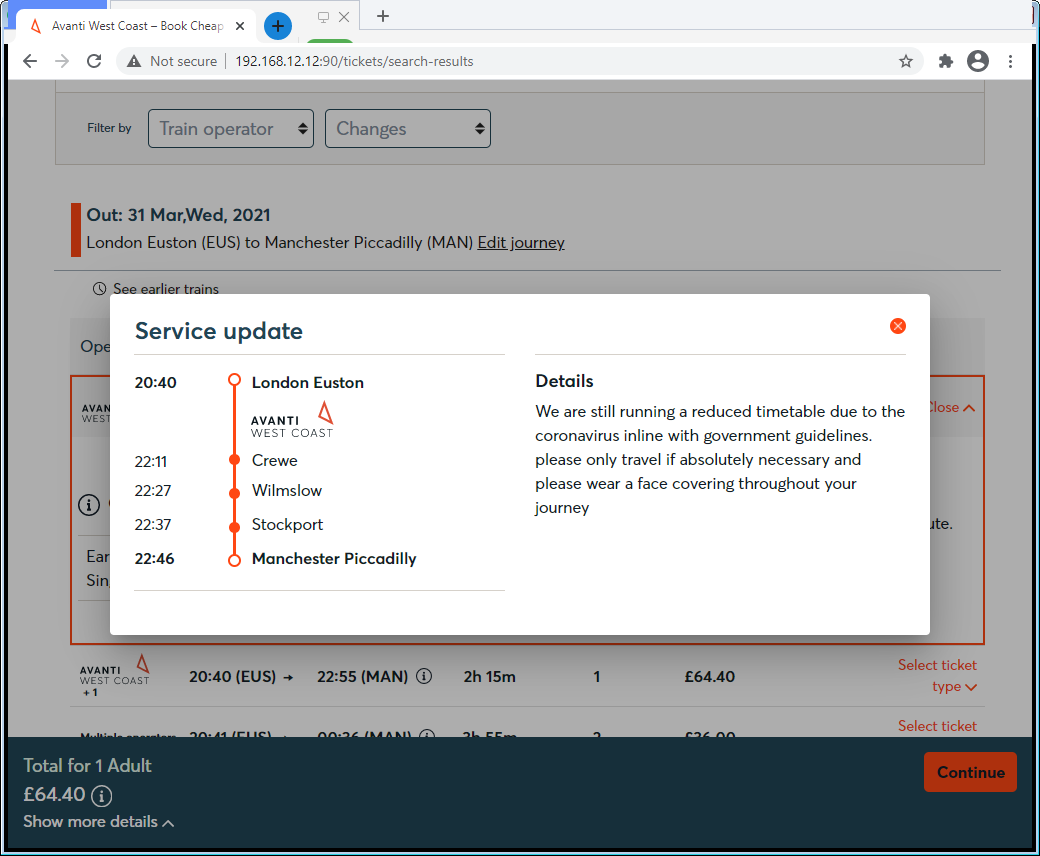 Avanti West Coast – Book Cheap
Not secure
192.168.12.12:90/tickets/search-results
Filter by
Train operator
Changes
Out: 31 Mar,Wed, 2021
London Euston (EUS) to Manchester Piccadilly (MAN) Edit journey
See earlier trains
Ope
Service update
AVAN
WEST
Close
20:40 London Euston
AVANTI
WEST COAST
22:11 Crewe
22:27 Wilmslow
22:37 Stockport
22:46 Manchester Piccadilly
Details
We are still running a reduced timetable due to the
coronavirus inline with government guidelines.
please only travel if absolutely necessary and
please wear a face covering throughout your
journey
ute.
Ear
Sin
AVANTI
WEST COAST
+ 1
20:40 (EUS) → 22:55 (MAN) 2h 15m 1 £64.40
Select ticket
type
Multiple operators 20:41 (EUS) 00:36 (MAN) 3h 55m 2 £36.00
Select ticket
Total for 1 Adult
£64.40
Show more details
Continue